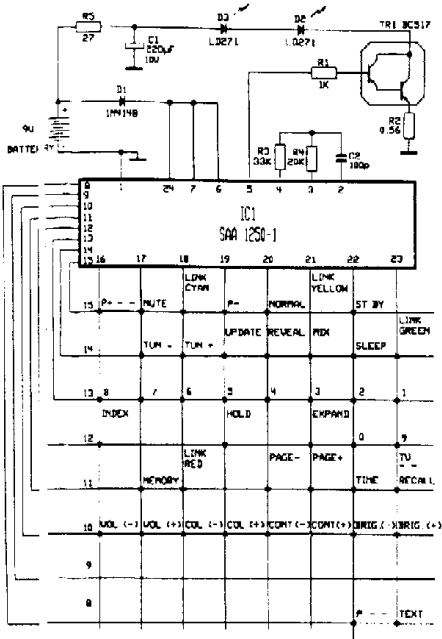 R5
27
C1
220µF
10V
D3
LD271
D2
LD271
TR1 BC517
R1
1K
R2
0.56
D1
1N4148
9V
BATTERY
R3
33K
R4
20K
C2
100p
1 24 7 6 5 4 3 2
IC1
SAA 1250-1
8
9
10
11
12
13
14
15
16 17 18 19 20 21 22 23
LINK CYAN
LINK YELLOW
15 P+ - - MUTE P- NORMAL ST BY
LINK GREEN
UPDATE REVEAL MIX
14 TUN - TUN + SLEEP
13 8 7 6 5 4 3 2 1
INDEX HOLD EXPAND
12 0 9
LINK RED
PAGE- PAGE+
TV
- -
11 MEMORY TIME RECALL
10 VOL (-) VOL (+) COL (-) COL (+) CONT(-) CONT(+) BRIG.(-) BRIG.(+)
9
8 P - - - TEXT